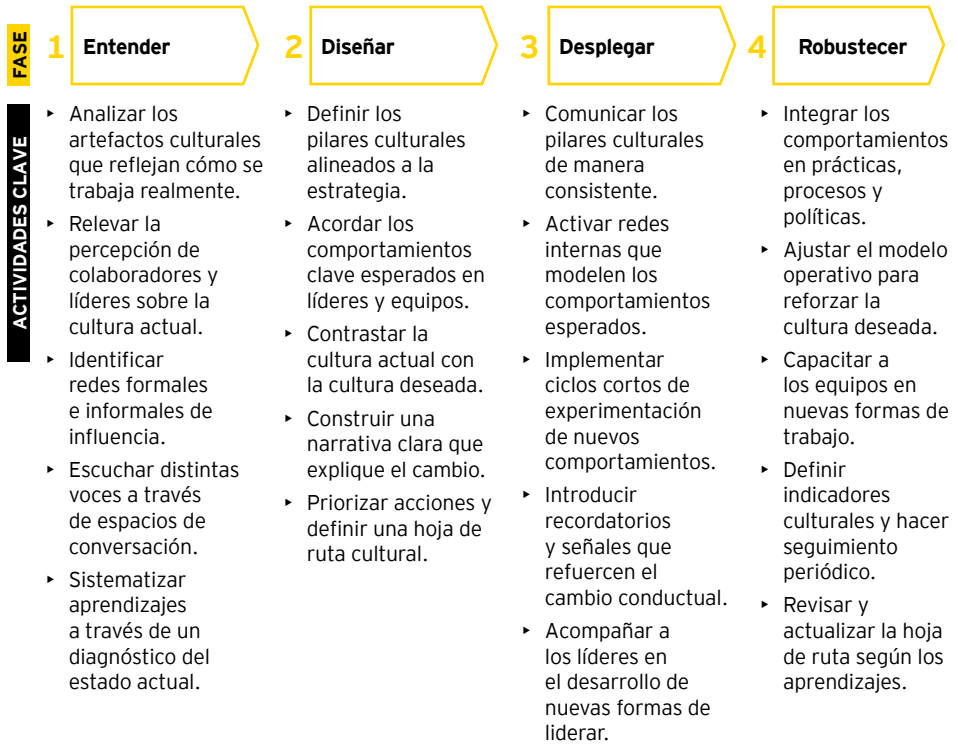 FASE
1 Entender
2 Diseñar
3 Desplegar
4 Robustecer
ACTIVIDADES CLAVE
‣ Analizar los
artefactos culturales
que reflejan cómo se
trabaja realmente.
‣ Relevar la
percepción de
colaboradores y
líderes sobre la
cultura actual.
‣ Identificar
redes formales
e informales de
influencia.
‣ Escuchar distintas
voces a través
de espacios de
conversación.
‣ Sistematizar
aprendizajes
a través de un
diagnóstico del
estado actual.
‣ Definir los
pilares culturales
alineados a la
estrategia.
‣ Acordar los
comportamientos
clave esperados en
líderes y equipos.
‣ Contrastar la
cultura actual con
la cultura deseada.
‣ Construir una
narrativa clara que
explique el cambio.
‣ Priorizar acciones y
definir una hoja de
ruta cultural.
‣ Comunicar los
pilares culturales
de manera
consistente.
‣ Activar redes
internas que
modelen los
comportamientos
esperados.
‣ Implementar
ciclos cortos de
experimentación
de nuevos
comportamientos.
‣ Introducir
recordatorios
y señales que
refuercen el
cambio conductual.
‣ Acompañar a
los líderes en
el desarrollo de
nuevas formas de
liderar.
‣ Integrar los
comportamientos
en prácticas,
procesos y
políticas.
‣ Ajustar el modelo
operativo para
reforzar la
cultura deseada.
‣ Capacitar a
los equipos en
nuevas formas de
trabajo.
‣ Definir
indicadores
culturales y hacer
seguimiento
periódico.
‣ Revisar y
actualizar la hoja
de ruta según los
aprendizajes.